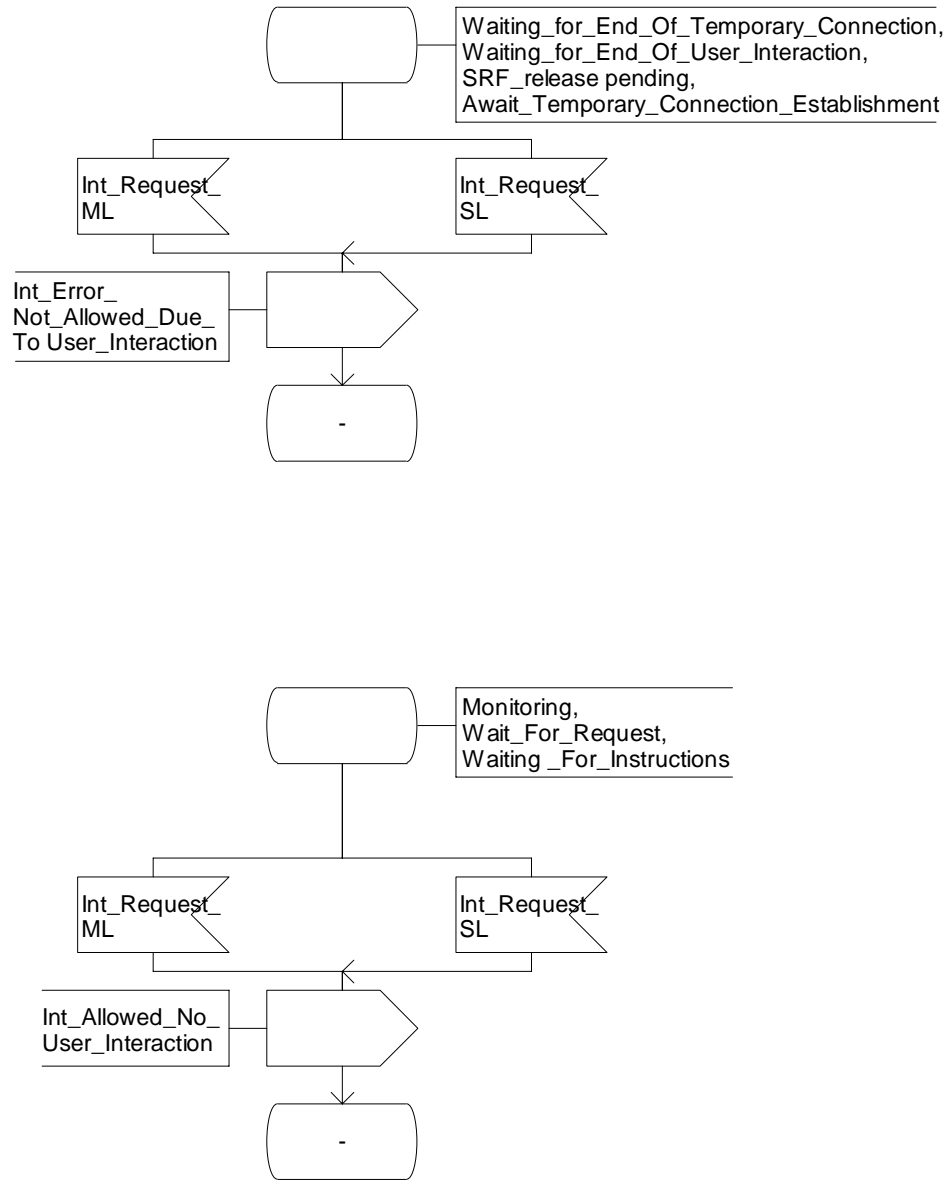 Waiting_for_End_Of_Temporary_Connection,
Waiting_for_End_Of_User_Interaction,
SRF_release pending,
Await_Temporary_Connection_Establishment
Int_Request_
ML
Int_Request_
SL
Int_Error_
Not_Allowed_Due_
To User_Interaction
-
Monitoring,
Wait_For_Request,
Waiting _For_Instructions
Int_Request_
ML
Int_Request_
SL
Int_Allowed_No_
User_Interaction
-